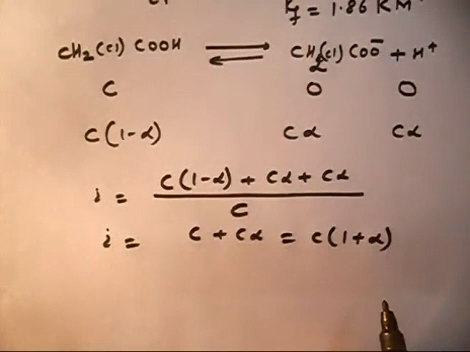 Kf = 1.86 KM
CH2(Cl) COOH ⇌ CH2(Cl) COO⁻ + H⁺
C 0 0
C(1-α) Cα Cα
i = C(1-α) + Cα + Cα / C
i = C + Cα = C(1+α)